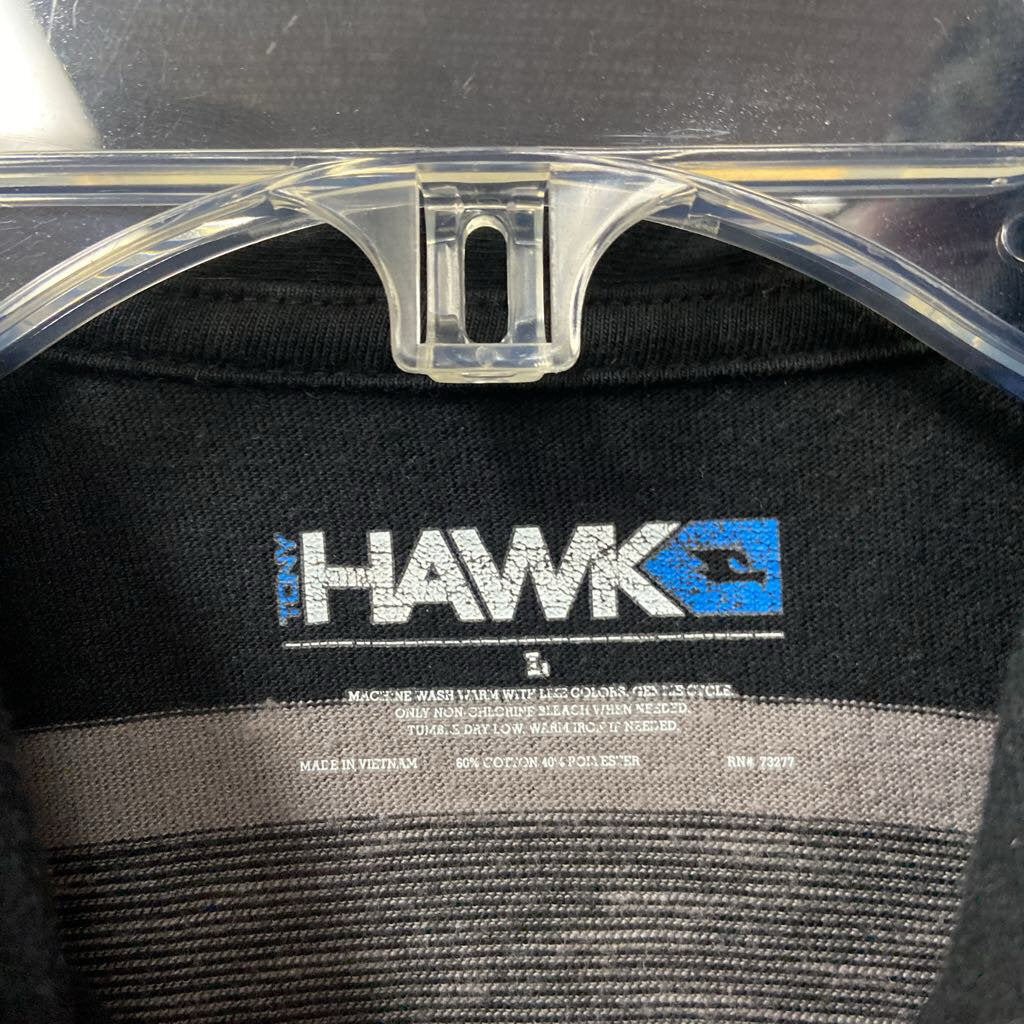 TONY HAWK
L
MACHINE WASH WARM WITH LIKE COLORS. GENTLE CYCLE.
ONLY NON-CHLORINE BLEACH WHEN NEEDED.
TUMBLE DRY LOW. WARM IRON IF NEEDED.
MADE IN VIETNAM 60% COTTON 40% POLYESTER RN# 73277